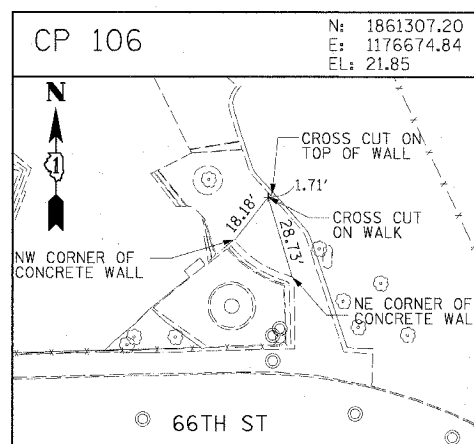 CP 106
N: 1861307.20
E: 1176674.84
EL: 21.85
N
1
CROSS CUT ON
TOP OF WALL
1.71'
18.18'
CROSS CUT
ON WALK
28.73'
NW CORNER OF
CONCRETE WALL
NE CORNER OF
CONCRETE WAL
66TH ST